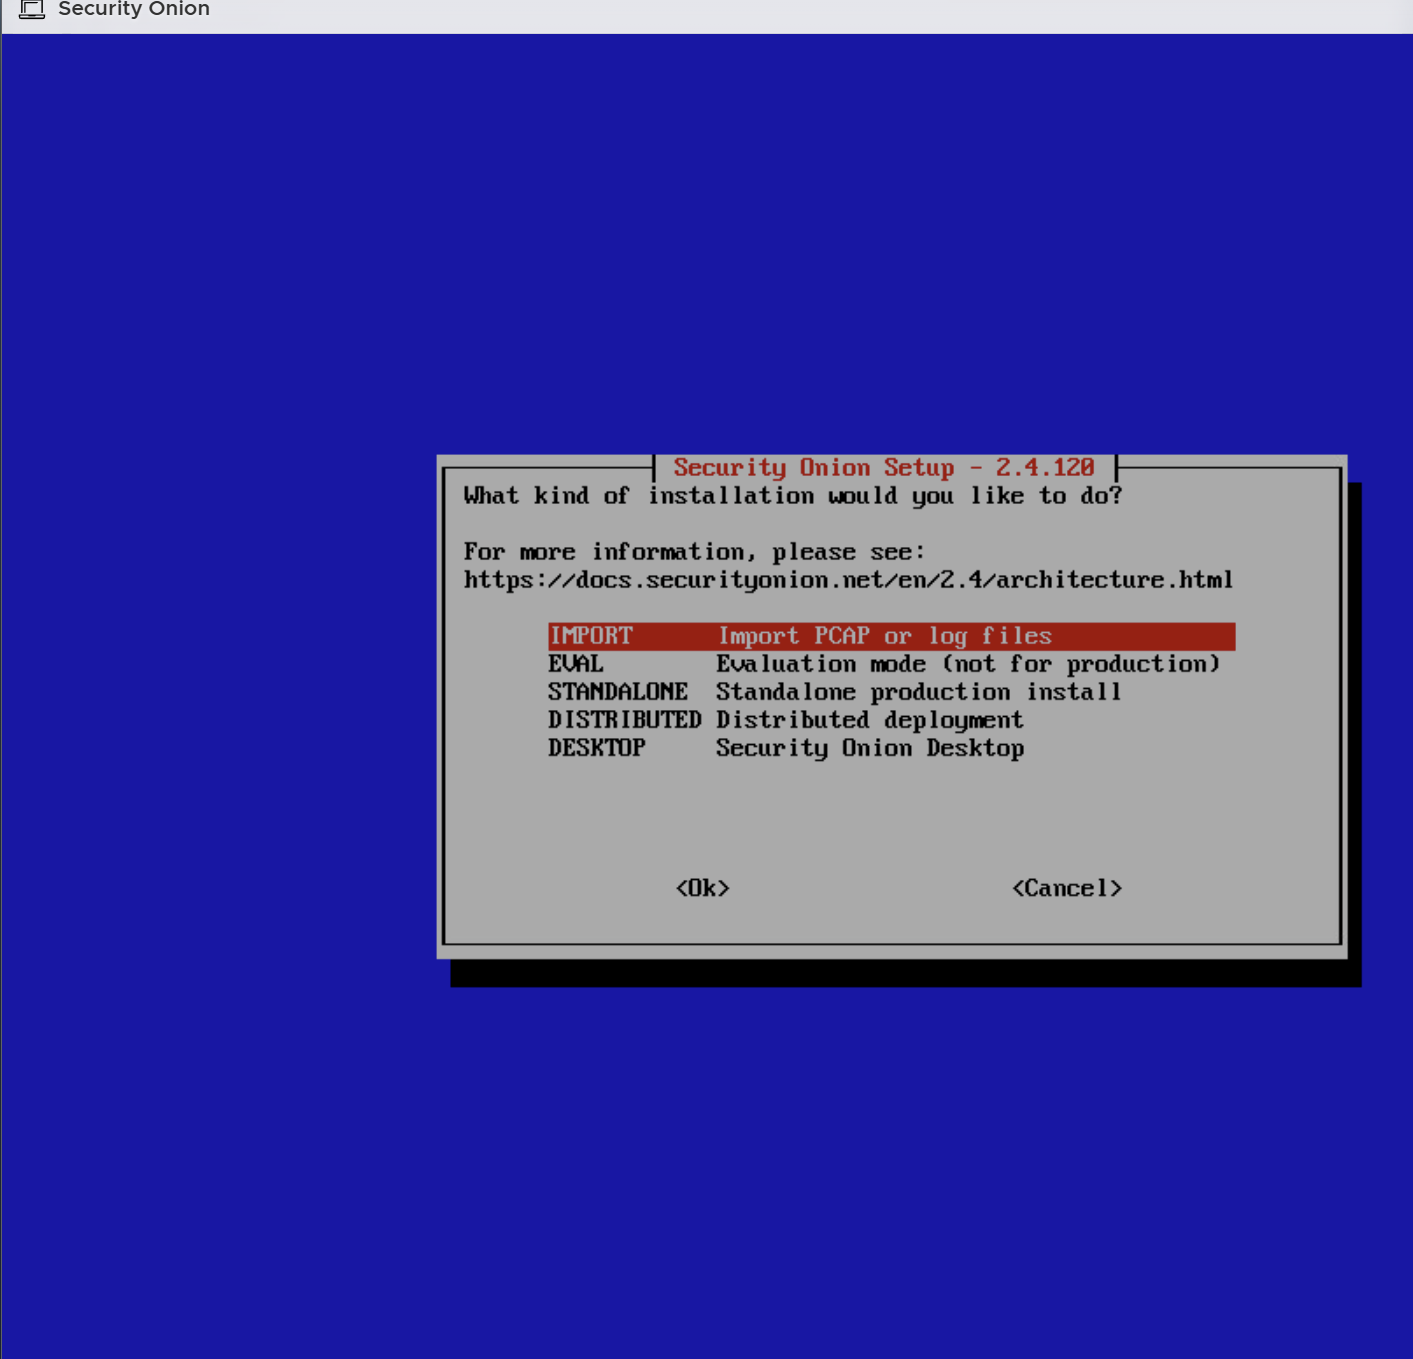 Security Onion
Security Onion Setup - 2.4.120
What kind of installation would you like to do?
For more information, please see:
https://docs.securityonion.net/en/2.4/architecture.html
IMPORT Import PCAP or log files
EVAL Evaluation mode (not for production)
STANDALONE Standalone production install
DISTRIBUTED Distributed deployment
DESKTOP Security Onion Desktop
<Ok> <Cancel>